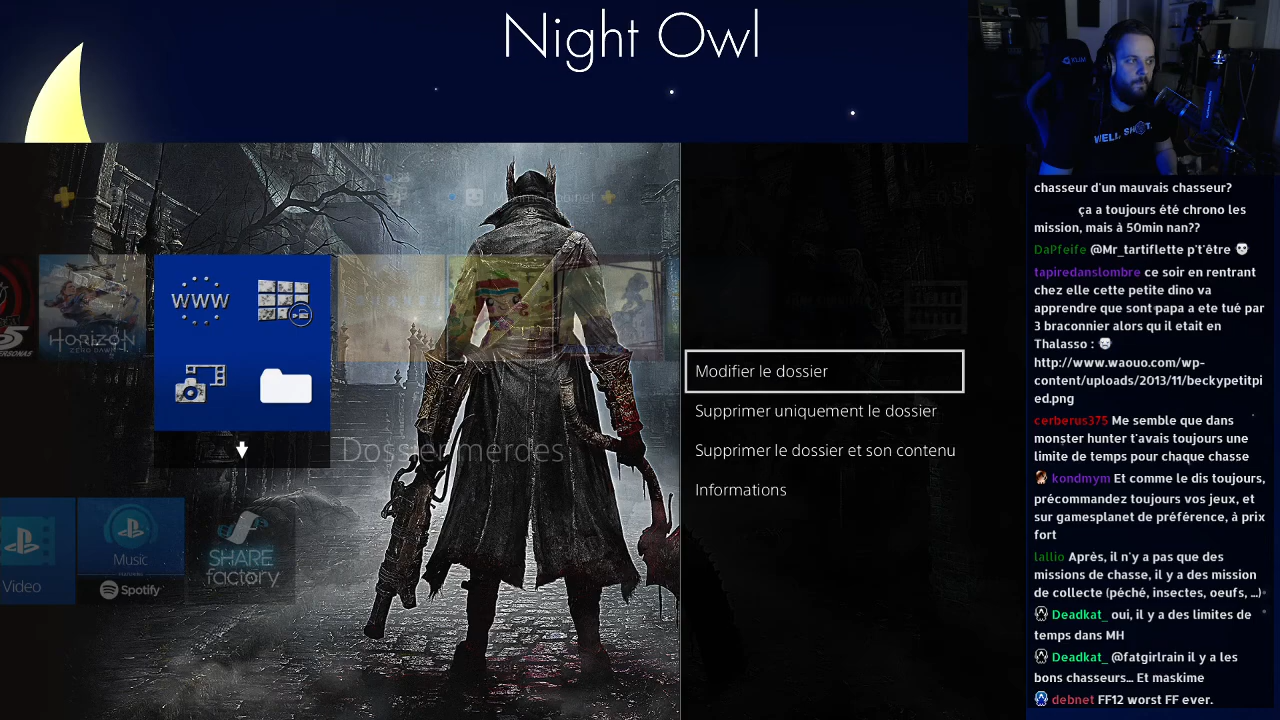 Night Owl
XUM
WELL SHOT.
HORIZON
ZERO DAWN
5
PERSONA
www
Dossier merdes
Modifier le dossier
Supprimer uniquement le dossier
Supprimer le dossier et son contenu
Informations
Video
Music
Spotify
SHARE
factory
chasseur d'un mauvais chasseur?
ça a toujours été chrono les
mission, mais à 50min nan??
DaPfeife @Mr_tartiflette p't'être
tapiredanslombre ce soir en rentrant
chez elle cette petite dino va
apprendre que sont papa a ete tué par
3 braconnier alors qu il etait en
Thalasso :
http://www.waouo.com/wp-
content/uploads/2013/11/beckypetitpi
ed.png
cerberus375 Me semble que dans
monster hunter t'avais toujours une
limite de temps pour chaque chasse
kondmym Et comme le dis toujours,
précommandez toujours vos jeux, et
sur gamesplanet de préférence, à prix
fort
lallio Après, il n'y a pas que des
missions de chasse, il y a des mission
de collecte (péché, insectes, oeufs, ...)
Deadkat_ oui, il y a des limites de
temps dans MH
Deadkat_ @fatgirlrain il y a les
bons chasseurs... Et maskime
debnet FF12 worst FF ever.